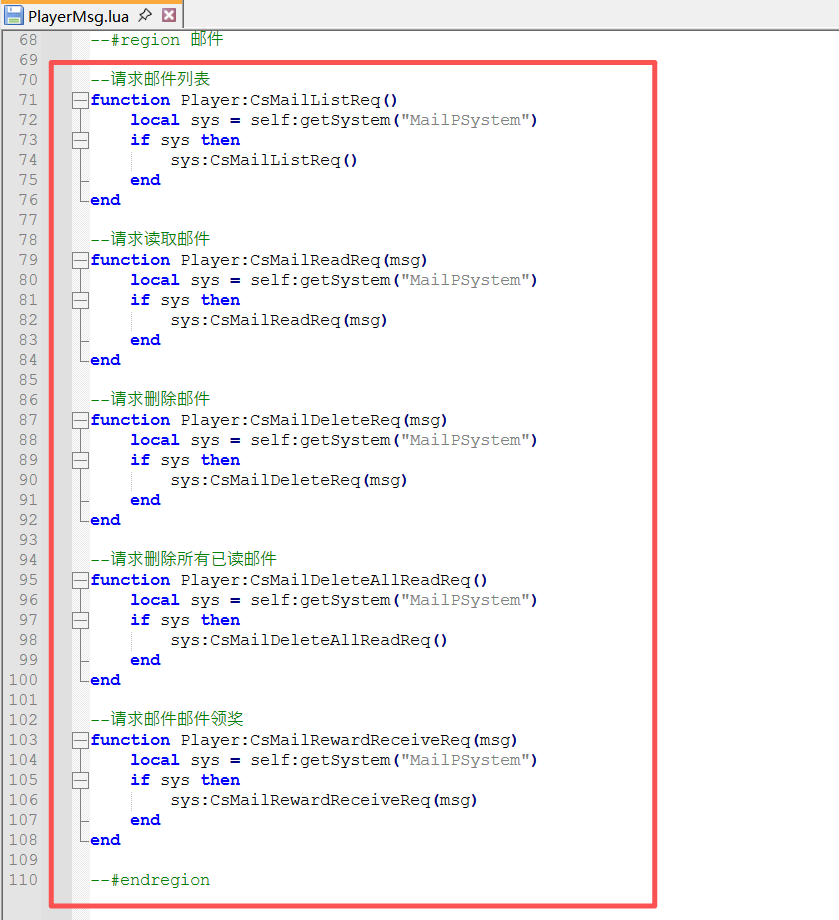 PlayerMsg.lua
68 --#region 邮件
69
70 --请求邮件列表
71 function Player:CsMailListReq()
72 local sys = self:getSystem("MailPSystem")
73 if sys then
74 sys:CsMailListReq()
75 end
76 end
77
78 --请求读取邮件
79 function Player:CsMailReadReq(msg)
80 local sys = self:getSystem("MailPSystem")
81 if sys then
82 sys:CsMailReadReq(msg)
83 end
84 end
85
86 --请求删除邮件
87 function Player:CsMailDeleteReq(msg)
88 local sys = self:getSystem("MailPSystem")
89 if sys then
90 sys:CsMailDeleteReq(msg)
91 end
92 end
93
94 --请求删除所有已读邮件
95 function Player:CsMailDeleteAllReadReq()
96 local sys = self:getSystem("MailPSystem")
97 if sys then
98 sys:CsMailDeleteAllReadReq()
99 end
100 end
101
102 --请求邮件邮件领奖
103 function Player:CsMailRewardReceiveReq(msg)
104 local sys = self:getSystem("MailPSystem")
105 if sys then
106 sys:CsMailRewardReceiveReq(msg)
107 end
108 end
109
110 --#endregion